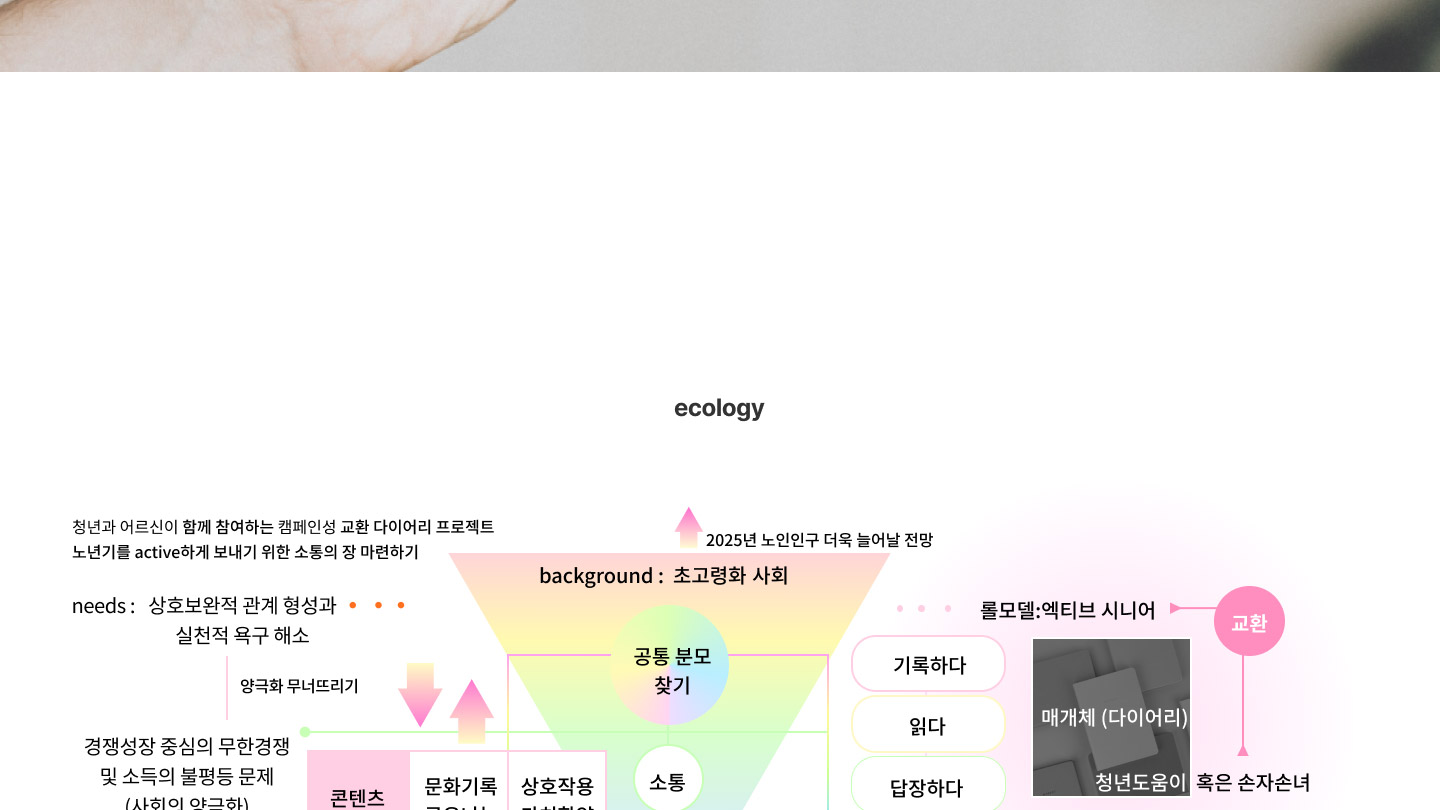 ecology
청년과 어르신이 함께 참여하는 캠페인성 교환 다이어리 프로젝트
노년기를 active하게 보내기 위한 소통의 장 마련하기
2025년 노인인구 더욱 늘어날 전망
background : 초고령화 사회
needs : 상호보완적 관계 형성과
실천적 욕구 해소
롤모델:엑티브 시니어
교환
공통 분모
찾기
기록하다
양극화 무너뜨리기
읽다
매개체 (다이어리)
경쟁성장 중심의 무한경쟁
및 소득의 불평등 문제
(사회의 양극화)
콘텐츠
문화기록
상호작용
소통
답장하다
청년도움이 혹은 손자손녀